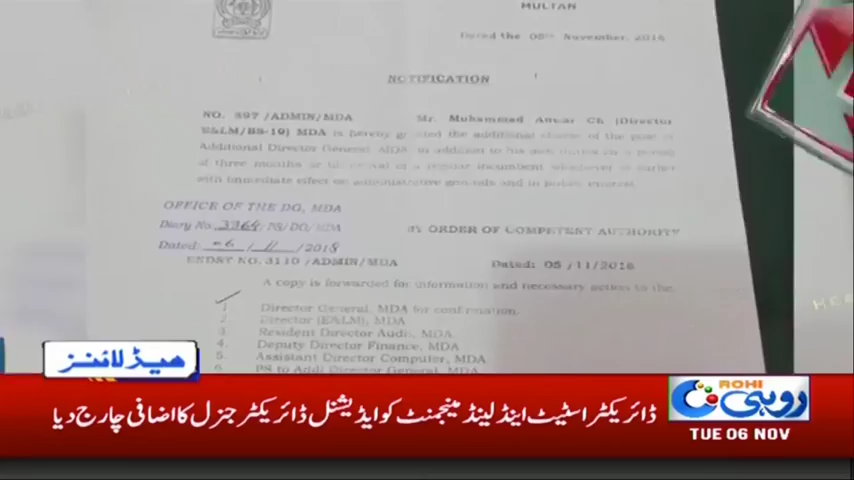 MULTAN
Dated the 05th November, 2018
NOTIFICATION
NO. 397/ADMIN/MDA Mr. Muhammad Anwar Ch (Director
E&LM/BS-19) MDA is hereby granted the additional charge of the post of
Additional Director General, MDA in addition to his own duties for a period
of three months or till arrival of a regular incumbent whichever is earlier
with immediate effect on administrative grounds and in public interest.
OFFICE OF THE DG, MDA
Diary No. 3364/PS/DG/MDA
Dated: 06/11/2018
BY ORDER OF COMPETENT AUTHORITY
ENDST NO. 3110/ADMIN/MDA Dated: 05/11/2018
A copy is forwarded for information and necessary action to the
1. Director General, MDA for confirmation.
2. Director (E&LM), MDA
3. Resident Director Audit, MDA
4. Deputy Director Finance, MDA
5. Assistant Director Computer, MDA
6. PS to Addl Director General, MDA
ہیڈلائنز
ڈائریکٹر اسٹیٹ اینڈ لینڈ مینجمنٹ کو ایڈیشنل ڈائریکٹر جنرل کا اضافی چارج دیا
ROHI
روہی
TUE 06 NOV